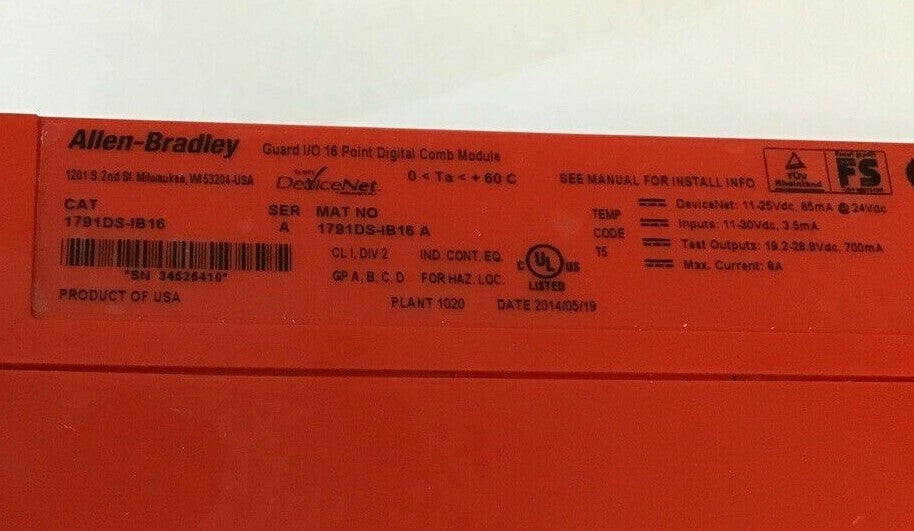 Allen-Bradley
Guard I/O 16 Point Digital Comb Module
1201 S. 2nd St. Milwaukee, WI 53204-USA
DeviceNet
0 < Ta < + 60 C
SEE MANUAL FOR INSTALL INFO
TÜV
Rheinland
FS
CAT
1791DS-IB16
SER
A
MAT NO
1791DS-IB16 A
CL I, DIV 2 IND. CONT. EQ.
GP A, B, C, D FOR HAZ. LOC.
C UL US
LISTED
TEMP
CODE
T5
DeviceNet: 11-25Vdc, 85mA @ 24Vdc
Inputs: 11-30Vdc, 3.5mA
Test Outputs: 19.2-28.8Vdc, 700mA
Max. Current: 8A
"SN 34626410"
PRODUCT OF USA
PLANT 1020 DATE 2014/05/19